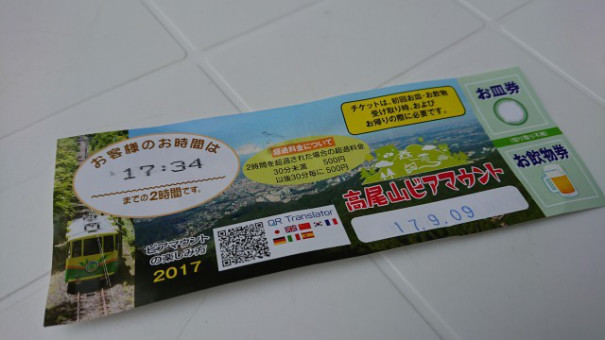 お客様のお時間は
17:34
までの2時間です。
ビアマウント
の楽しみ方
2017
超過料金について
2時間を超過された場合の超過料金
30分未満 500円
以後30分毎に500円
QR Translator
チケットは、初回お皿・お飲物
受け取り時、および
お帰りの際に必要です。
高尾山ビアマウント
17.9.09
お皿券
お飲物券